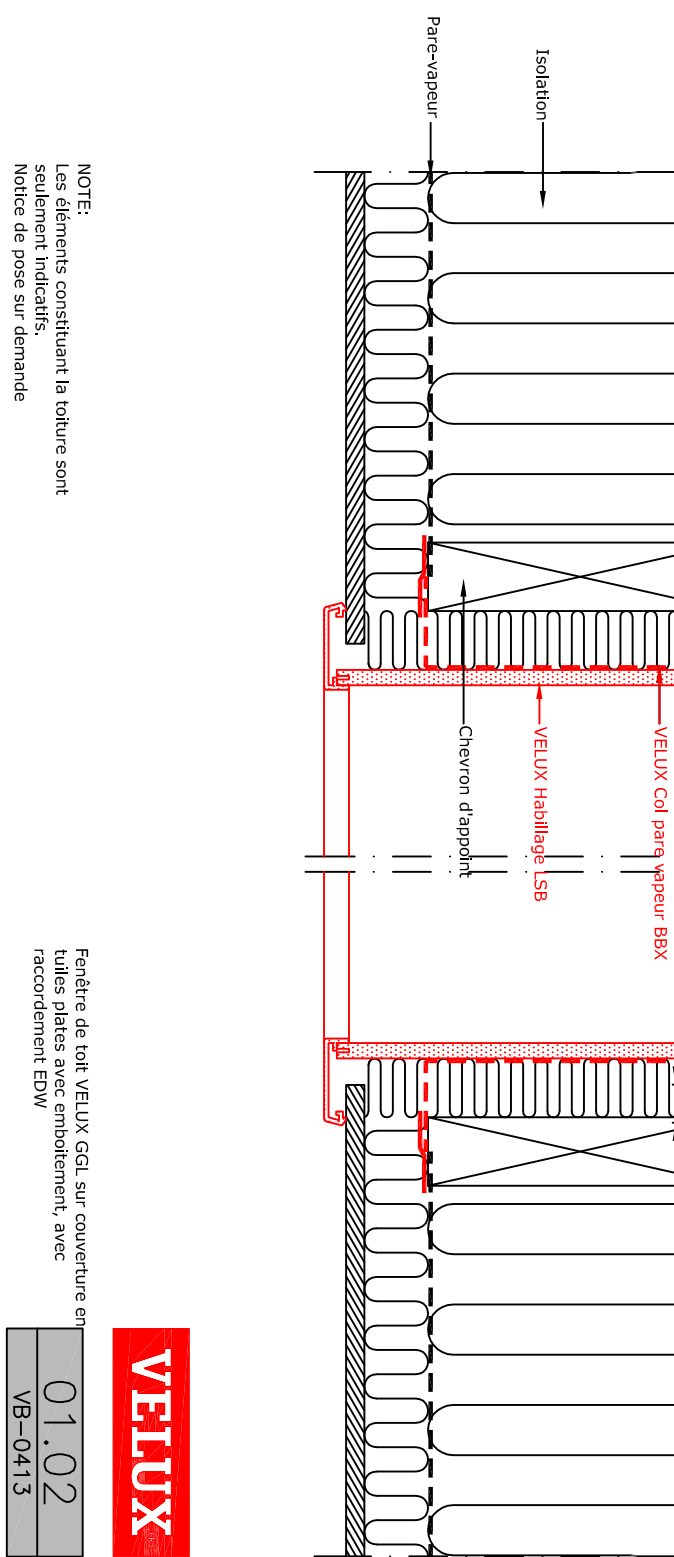 Isolation
Pare-vapeur
VELUX Col pare vapeur BBX
VELUX Habillage LSB
Chevron d'appoint
NOTE:
Les éléments constituant la toiture sont
seulement indicatifs.
Notice de pose sur demande
Fenêtre de toit VELUX GGL sur couverture en
tuiles plates avec emboitement, avec
raccordement EDW
VELUX®
01.02
VB-0413